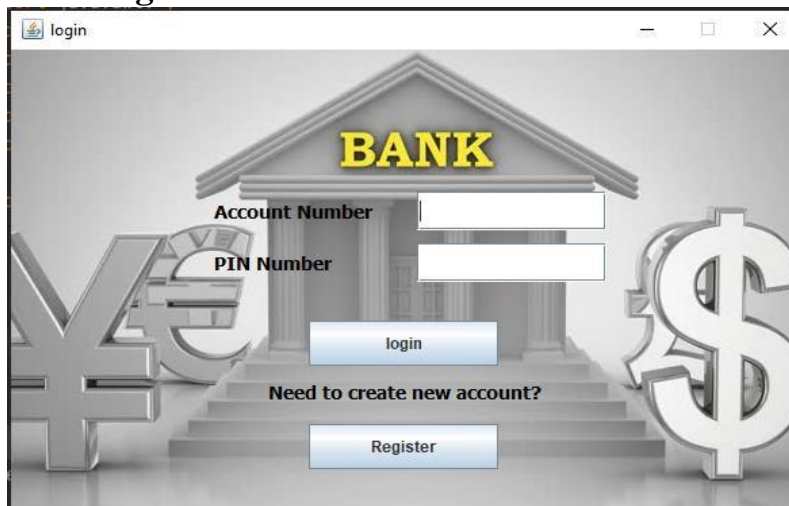 login
BANK
Account Number
PIN Number
login
Need to create new account?
Register